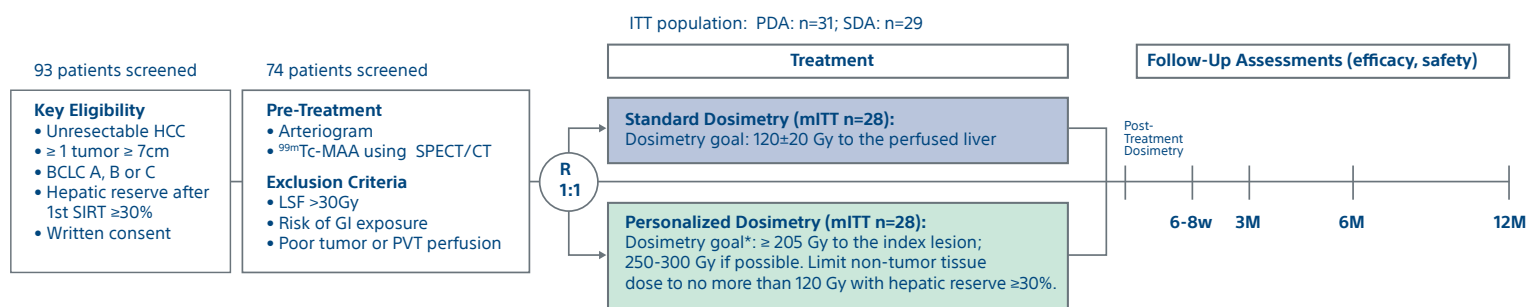 ITT population: PDA: n=31; SDA: n=29
93 patients screened
Key Eligibility
• Unresectable HCC
• ≥ 1 tumor ≥ 7cm
• BCLC A, B or C
• Hepatic reserve after
1st SIRT ≥30%
• Written consent
74 patients screened
Pre-Treatment
• Arteriogram
• ⁹⁹ᵐTc-MAA using SPECT/CT
Exclusion Criteria
• LSF >30Gy
• Risk of GI exposure
• Poor tumor or PVT perfusion
R
1:1
Treatment
Standard Dosimetry (mITT n=28):
Dosimetry goal: 120±20 Gy to the perfused liver
Personalized Dosimetry (mITT n=28):
Dosimetry goal*: ≥ 205 Gy to the index lesion;
250-300 Gy if possible. Limit non-tumor tissue
dose to no more than 120 Gy with hepatic reserve ≥30%.
Follow-Up Assessments (efficacy, safety)
Post-
Treatment
Dosimetry
6-8w 3M 6M 12M